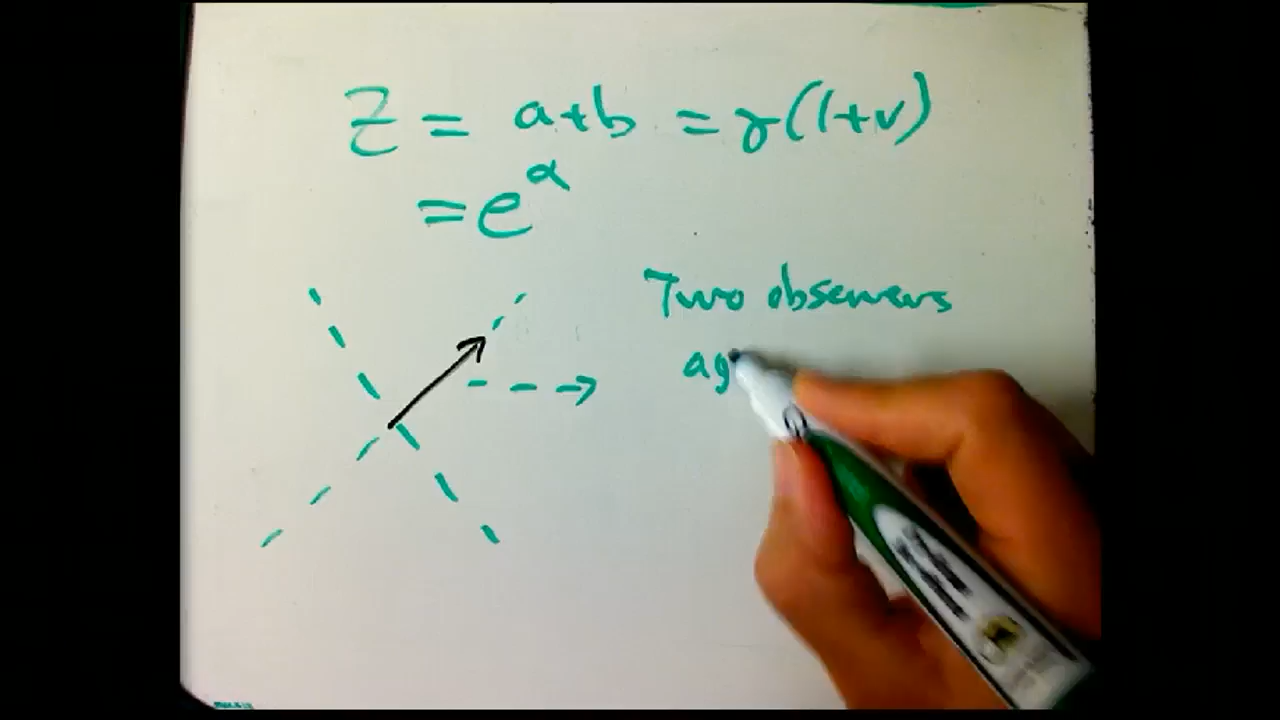 Z = a+b = γ(1+v)
= e^α
Two observers
ag